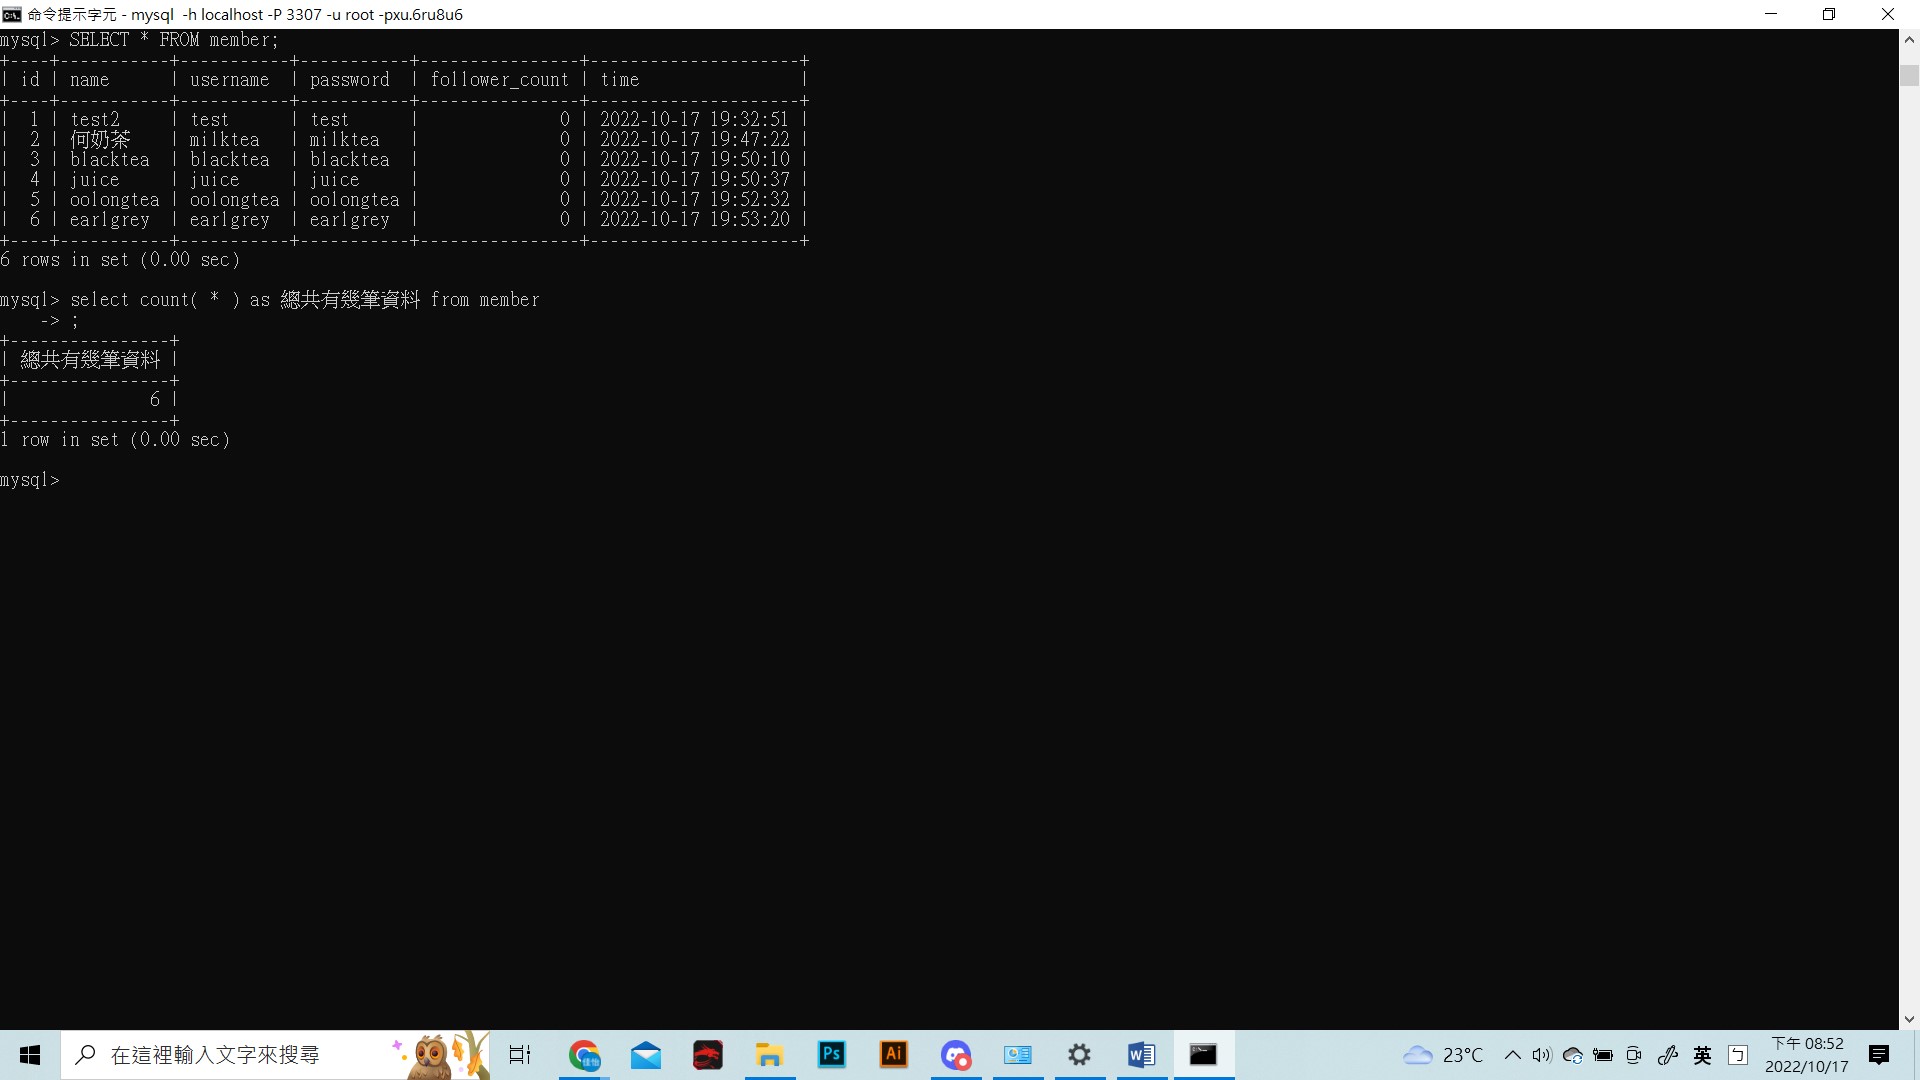 命令提示字元 - mysql  -h localhost -P 3307 -u root -pxu.6ru8u6
mysql> SELECT * FROM member;
+----+-----------+-----------+-----------+----------------+---------------------+
| id | name      | username  | password  | follower_count | time                |
+----+-----------+-----------+-----------+----------------+---------------------+
|  1 | test2     | test      | test      |              0 | 2022-10-17 19:32:51 |
|  2 | 何奶茶    | milktea   | milktea   |              0 | 2022-10-17 19:47:22 |
|  3 | blacktea  | blacktea  | blacktea  |              0 | 2022-10-17 19:50:10 |
|  4 | juice     | juice     | juice     |              0 | 2022-10-17 19:50:37 |
|  5 | oolongtea | oolongtea | oolongtea |              0 | 2022-10-17 19:52:32 |
|  6 | earlgrey  | earlgrey  | earlgrey  |              0 | 2022-10-17 19:53:20 |
+----+-----------+-----------+-----------+----------------+---------------------+
6 rows in set (0.00 sec)
mysql> select count( * ) as 總共有幾筆資料 from member
    -> ;
+----------------+
| 總共有幾筆資料 |
+----------------+
|              6 |
+----------------+
1 row in set (0.00 sec)
mysql>
在這裡輸入文字來搜尋
佳怡
Ps
Ai
23°C
英
ㄅ
下午 08:52
2022/10/17